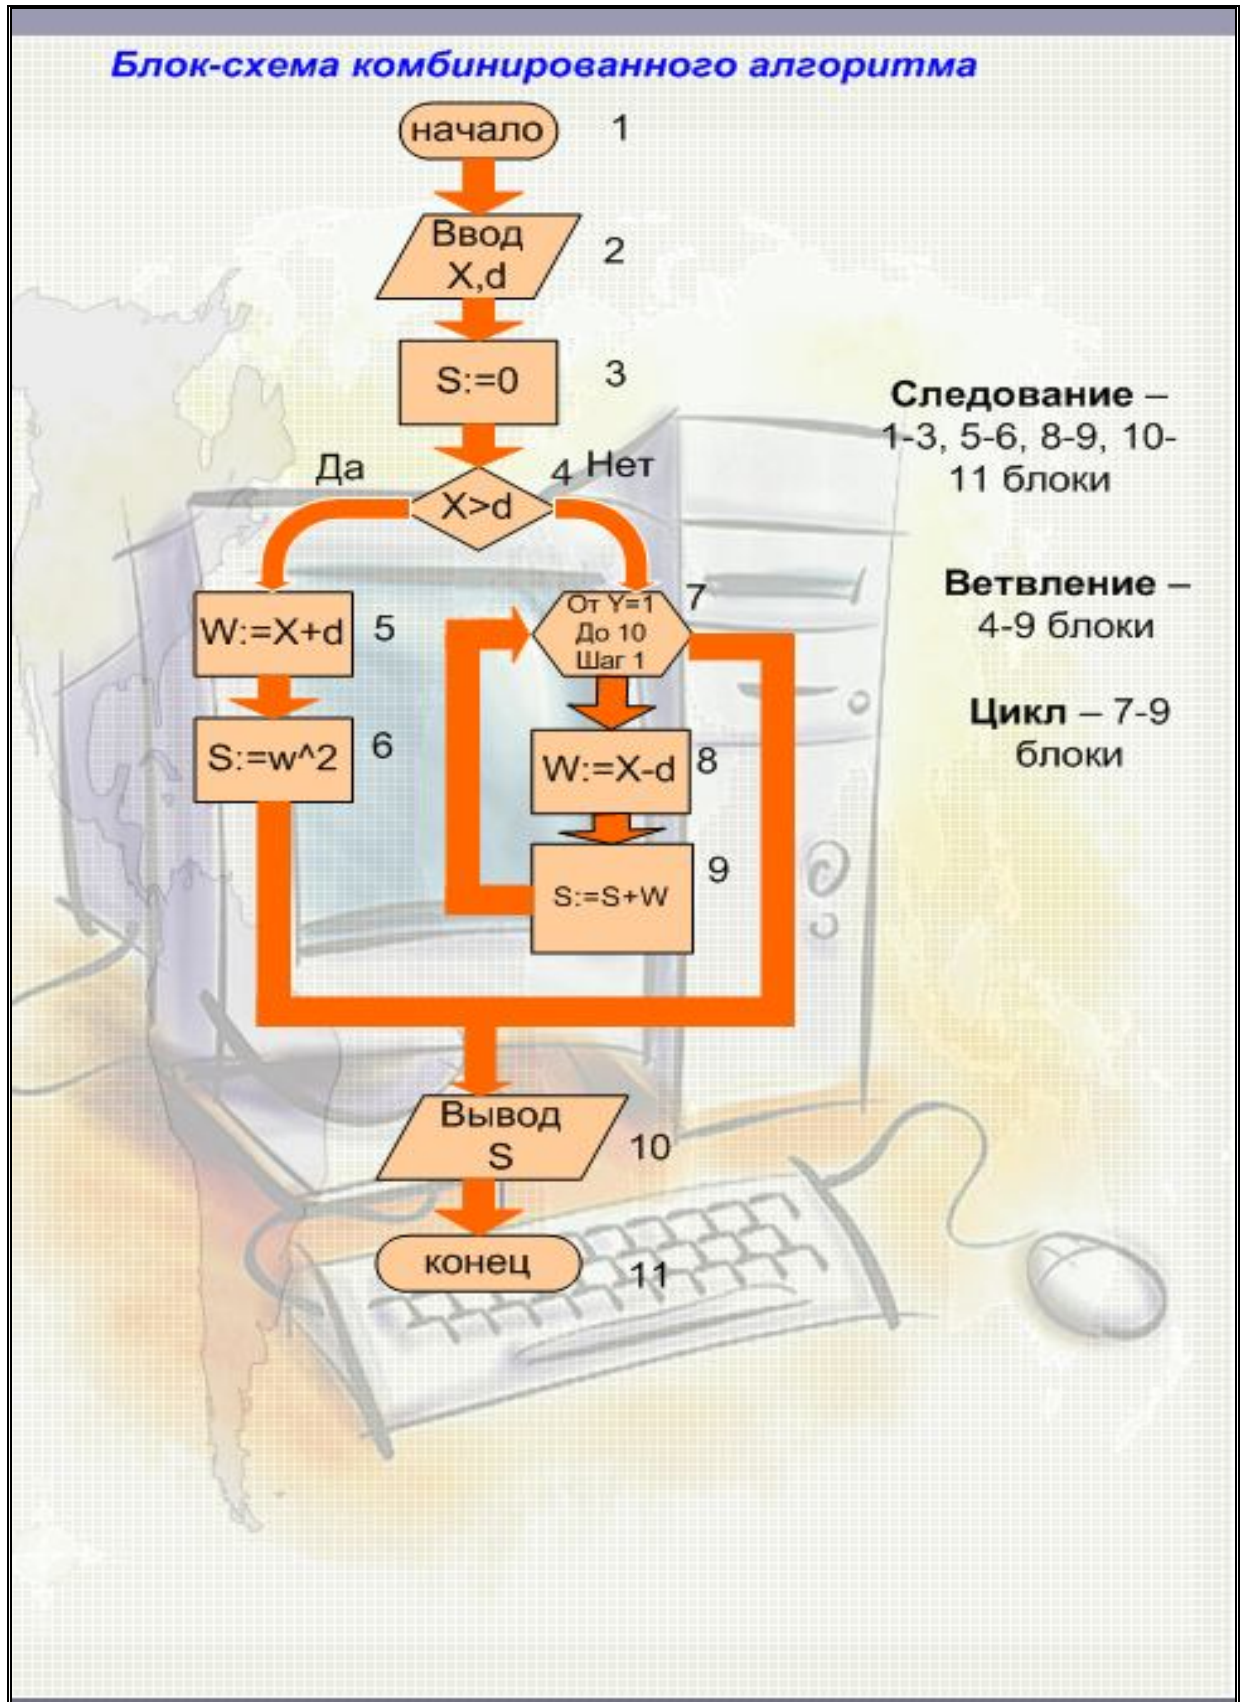 Блок-схема комбинированного алгоритма
начало
1
Ввод
X,d
2
S:=0
3
Да
4
Нет
X>d
W:=X+d
5
S:=w^2
6
От Y=1
До 10
Шаг 1
7
W:=X-d
8
S:=S+W
9
Вывод
S
10
конец
11
Следование –
1-3, 5-6, 8-9, 10-
11 блоки
Ветвление –
4-9 блоки
Цикл – 7-9
блоки